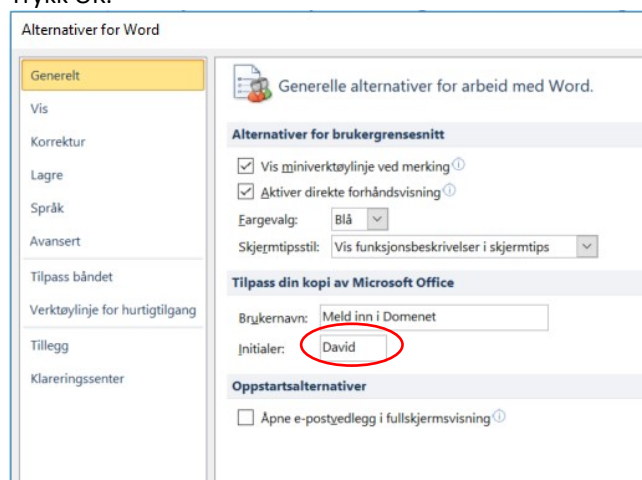 Trykk OK.
Alternativer for Word
Generelt
Vis
Korrektur
Lagre
Språk
Avansert
Tilpass båndet
Verktøylinje for hurtigtilgang
Tillegg
Klareringssenter
Generelle alternativer for arbeid med Word.
Alternativer for brukergrensesnitt
Vis miniverktøylinje ved merking
Aktiver direkte forhåndsvisning
Fargevalg: Blå
Skjermtipsstil: Vis funksjonsbeskrivelser i skjermtips
Tilpass din kopi av Microsoft Office
Brukernavn: Meld inn i Domenet
Initialer: David
Oppstartsalternativer
Åpne e-postvedlegg i fullskjermsvisning